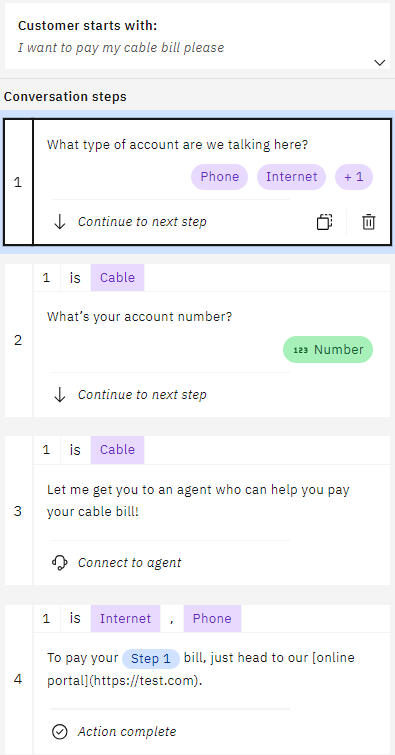 Customer starts with:
I want to pay my cable bill please
Conversation steps
1
What type of account are we talking here?
Phone Internet + 1
Continue to next step
1 is Cable
2
What's your account number?
123 Number
Continue to next step
1 is Cable
3
Let me get you to an agent who can help you pay
your cable bill!
Connect to agent
1 is Internet , Phone
4
To pay your Step 1 bill, just head to our [online
portal](https://test.com).
Action complete